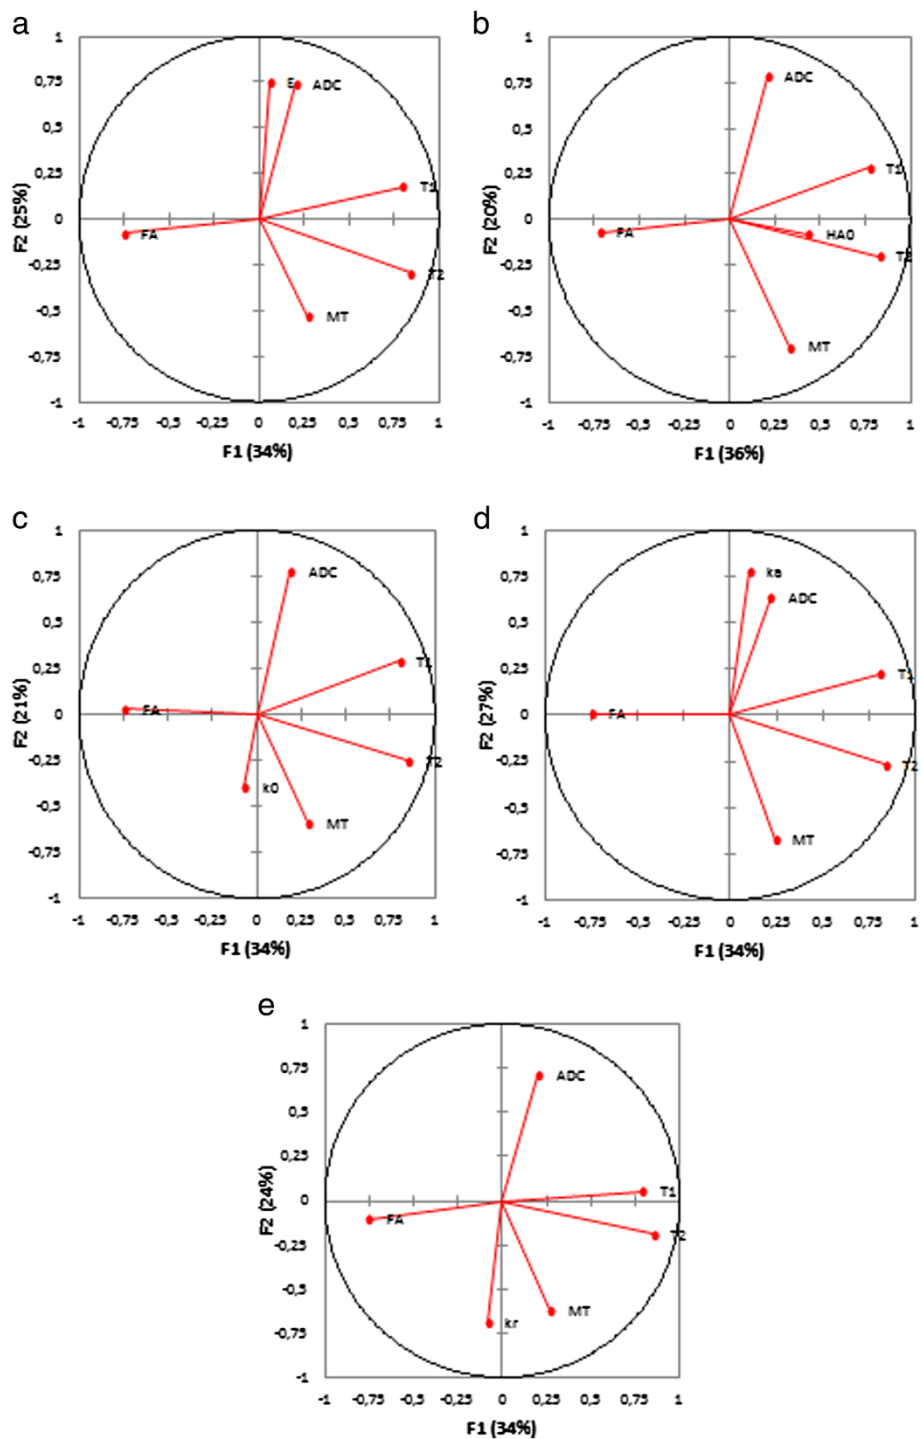 a
1
0,75
0,5
0,25
0
-0,25
-0,5
-0,75
-1
F2 (25%)
E
ADC
T1
FA
T2
MT
-1 -0,75 -0,5 -0,25 0 0,25 0,5 0,75 1
F1 (34%)
b
1
0,75
0,5
0,25
0
-0,25
-0,5
-0,75
-1
F2 (20%)
ADC
T1
FA
HA0
T2
MT
-1 -0,75 -0,5 -0,25 0 0,25 0,5 0,75 1
F1 (36%)
c
1
0,75
0,5
0,25
0
-0,25
-0,5
-0,75
-1
F2 (21%)
ADC
T1
FA
T2
k0
MT
-1 -0,75 -0,5 -0,25 0 0,25 0,5 0,75 1
F1 (34%)
d
1
0,75
0,5
0,25
0
-0,25
-0,5
-0,75
-1
F2 (27%)
ka
ADC
T1
FA
T2
MT
-1 -0,75 -0,5 -0,25 0 0,25 0,5 0,75 1
F1 (34%)
e
1
0,75
0,5
0,25
0
-0,25
-0,5
-0,75
-1
F2 (24%)
ADC
T1
FA
T2
MT
kr
-1 -0,75 -0,5 -0,25 0 0,25 0,5 0,75 1
F1 (34%)